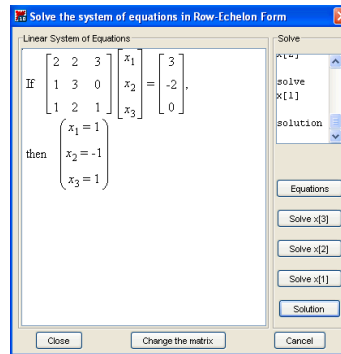 Solve the system of equations in Row-Echelon Form
Linear System of Equations
If [2 2 3; 1 3 0; 1 2 1] [x1; x2; x3] = [3; -2; 0],
then (x1 = 1; x2 = -1; x3 = 1)
Solve
solve
x[1]
solution
Equations
Solve x[3]
Solve x[2]
Solve x[1]
Solution
Close
Change the matrix
Cancel